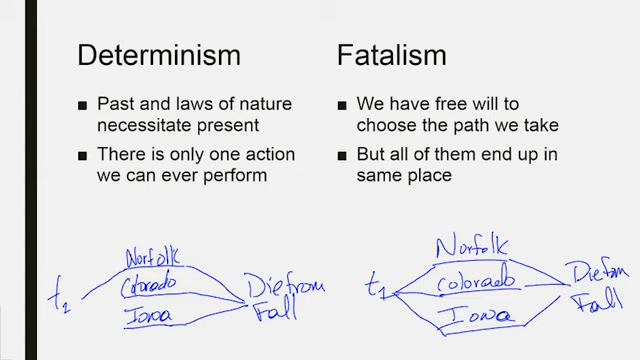 Determinism
■ Past and laws of nature
necessitate present
■ There is only one action
we can ever perform
Norfolk
Colorado
Iowa
t1
Die from
Fall
Fatalism
■ We have free will to
choose the path we take
■ But all of them end up in
same place
Norfolk
Colorado
Iowa
t1
Die from
Fall